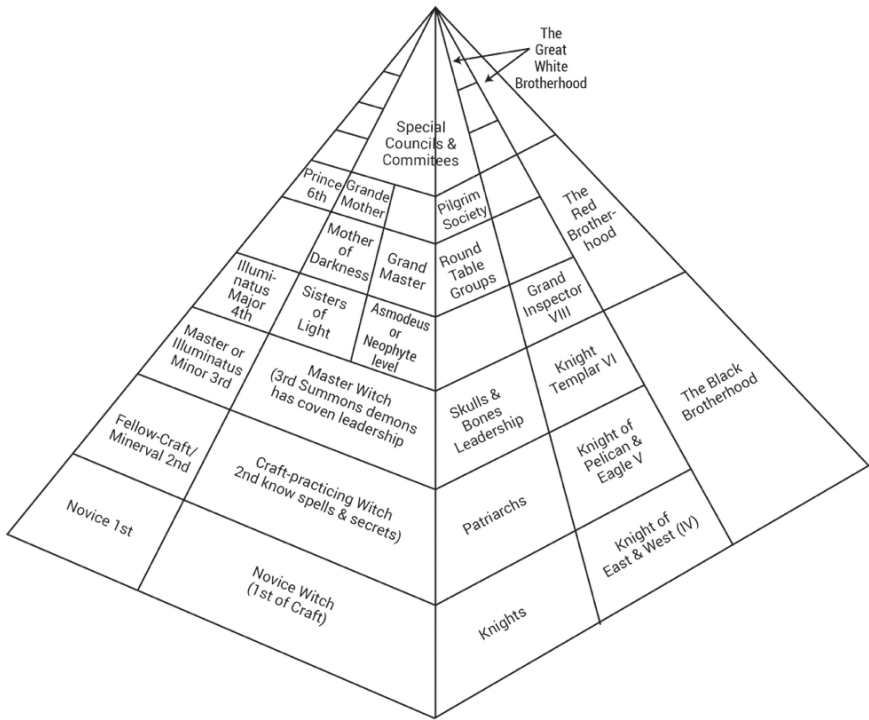 The
Great
White
Brotherhood
Special
Councils &
Commitees
Prince
6th
Grande
Mother
Pilgrim
Society
The
Red
Brother-
hood
Mother
of
Darkness
Grand
Master
Round
Table
Groups
Illumi-
natus
Major
4th
Sisters
of
Light
Asmodeus
or
Neophyte
level
Grand
Inspector
VIII
Master or
Illuminatus
Minor 3rd
Master Witch
(3rd Summons demons
has coven leadership
Skulls &
Bones
Leadership
Knight
Templar VI
The Black
Brotherhood
Fellow-Craft/
Minerval 2nd
Craft-practicing Witch
2nd know spells & secrets)
Patriarchs
Knight of
Pelican &
Eagle V
Novice 1st
Novice Witch
(1st of Craft)
Knights
Knight of
East & West (IV)